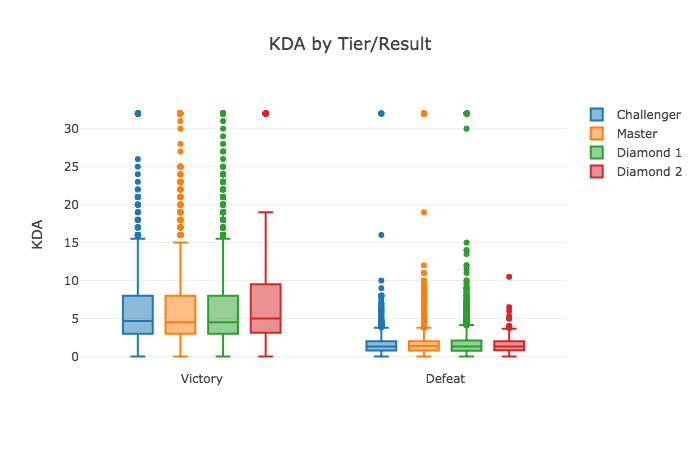 KDA by Tier/Result
Challenger
Master
Diamond 1
Diamond 2
KDA
30
25
20
15
10
5
0
Victory
Defeat